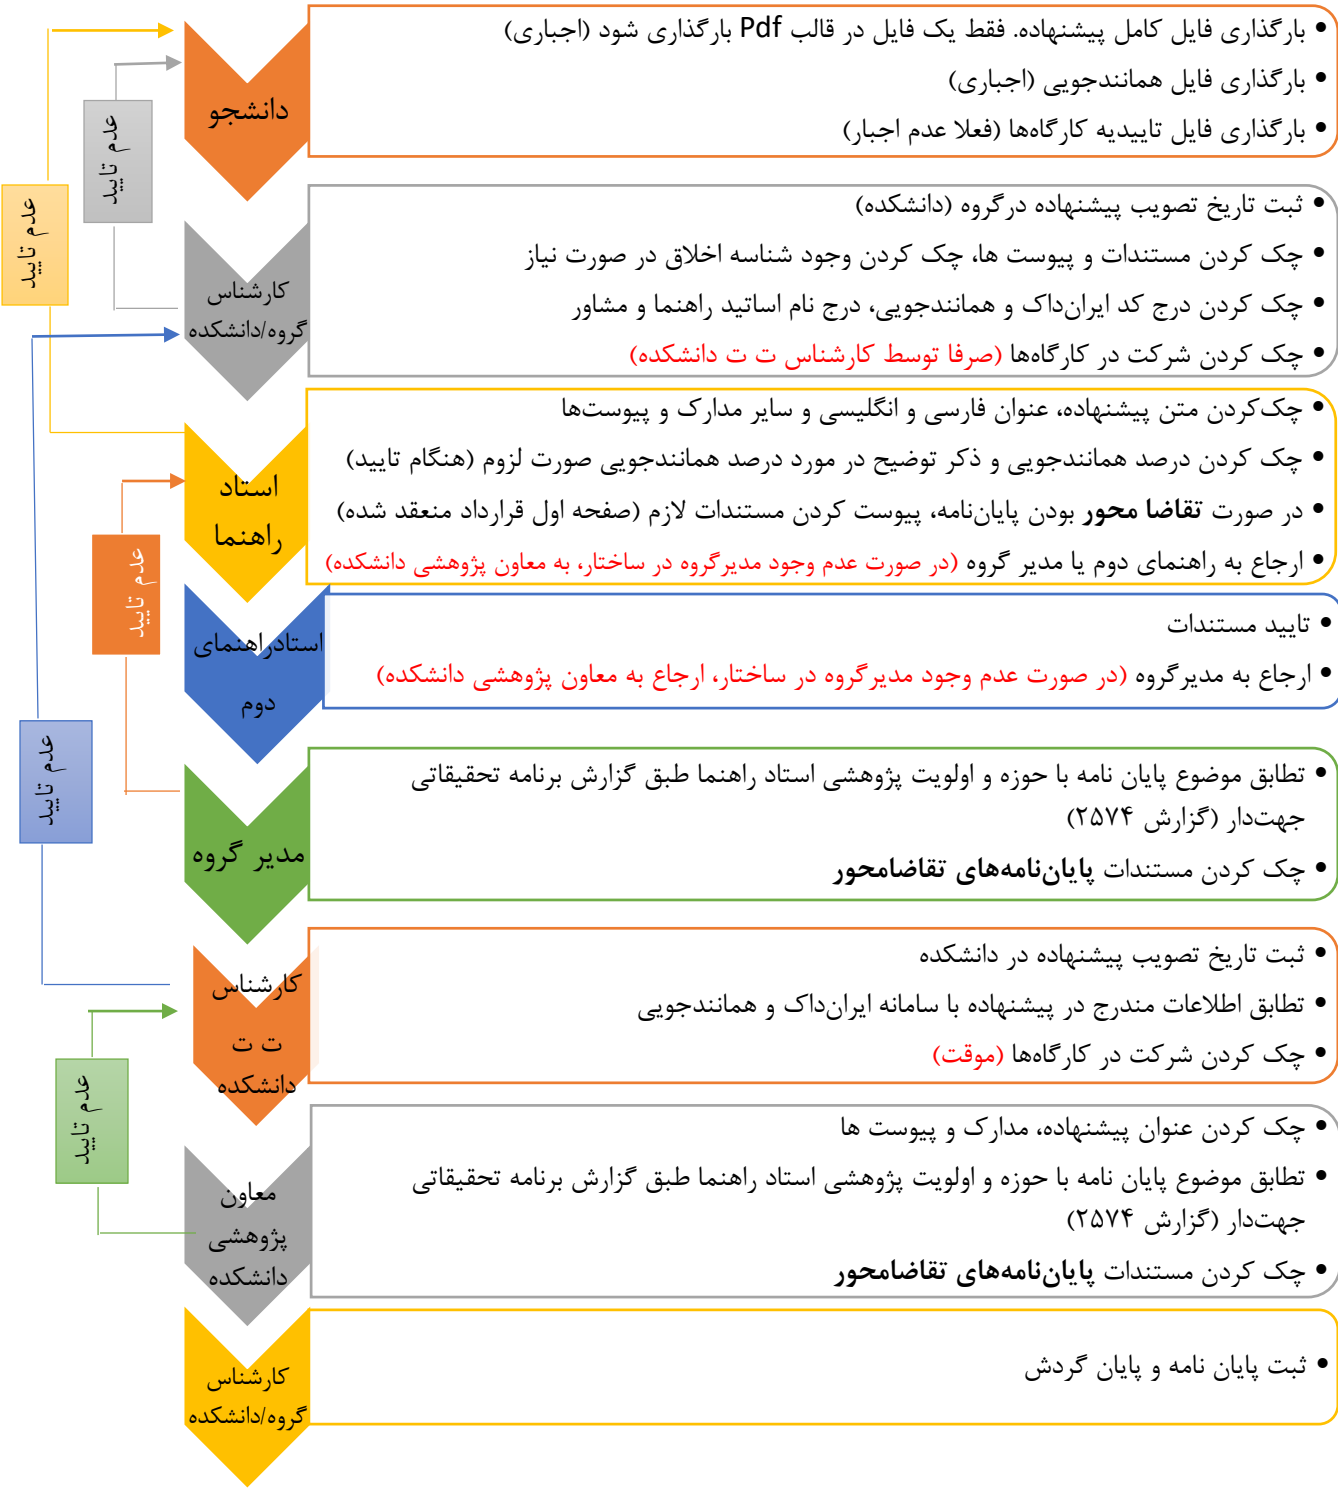 دانشجو
• بارگذاری فایل کامل پیشنهاده. فقط یک فایل در قالب Pdf بارگذاری شود (اجباری)
• بارگذاری فایل همانندجویی (اجباری)
• بارگذاری فایل تاییدیه کارگاه‌ها (فعلا عدم اجبار)
عدم تایید
عدم تایید
کارشناس
گروه/دانشکده
• ثبت تاریخ تصویب پیشنهاده درگروه (دانشکده)
• چک کردن مستندات و پیوست ها، چک کردن وجود شناسه اخلاق در صورت نیاز
• چک کردن درج کد ایران‌داک و همانندجویی، درج نام اساتید راهنما و مشاور
• چک کردن شرکت در کارگاه‌ها (صرفا توسط کارشناس ت ت دانشکده)
استاد
راهنما
• چک‌کردن متن پیشنهاده، عنوان فارسی و انگلیسی و سایر مدارک و پیوست‌ها
• چک کردن درصد همانندجویی و ذکر توضیح در مورد درصد همانندجویی صورت لزوم (هنگام تایید)
• در صورت تقاضا محور بودن پایان‌نامه، پیوست کردن مستندات لازم (صفحه اول قرارداد منعقد شده)
• ارجاع به راهنمای دوم یا مدیر گروه (در صورت عدم وجود مدیرگروه در ساختار، به معاون پژوهشی دانشکده)
عدم تایید
استادراهنمای
دوم
• تایید مستندات
• ارجاع به مدیرگروه (در صورت عدم وجود مدیرگروه در ساختار، ارجاع به معاون پژوهشی دانشکده)
عدم تایید
مدیر گروه
• تطابق موضوع پایان نامه با حوزه و اولویت پژوهشی استاد راهنما طبق گزارش برنامه تحقیقاتی
جهت‌دار (گزارش ۲۵۷۴)
• چک کردن مستندات پایان‌نامه‌های تقاضامحور
کارشناس
ت ت
دانشکده
• ثبت تاریخ تصویب پیشنهاده در دانشکده
• تطابق اطلاعات مندرج در پیشنهاده با سامانه ایران‌داک و همانندجویی
• چک کردن شرکت در کارگاه‌ها (موقت)
عدم تایید
معاون
پژوهشی
دانشکده
• چک کردن عنوان پیشنهاده، مدارک و پیوست ها
• تطابق موضوع پایان نامه با حوزه و اولویت پژوهشی استاد راهنما طبق گزارش برنامه تحقیقاتی
جهت‌دار (گزارش ۲۵۷۴)
• چک کردن مستندات پایان‌نامه‌های تقاضامحور
کارشناس
گروه/دانشکده
• ثبت پایان نامه و پایان گردش